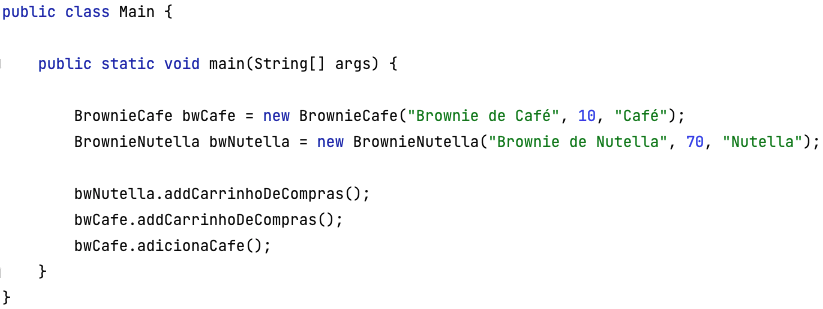 public class Main {
public static void main(String[] args) {
BrownieCafe bwCafe = new BrownieCafe("Brownie de Café", 10, "Café");
BrownieNutella bwNutella = new BrownieNutella("Brownie de Nutella", 70, "Nutella");
bwNutella.addCarrinhoDeCompras();
bwCafe.addCarrinhoDeCompras();
bwCafe.adicionaCafe();
}
}